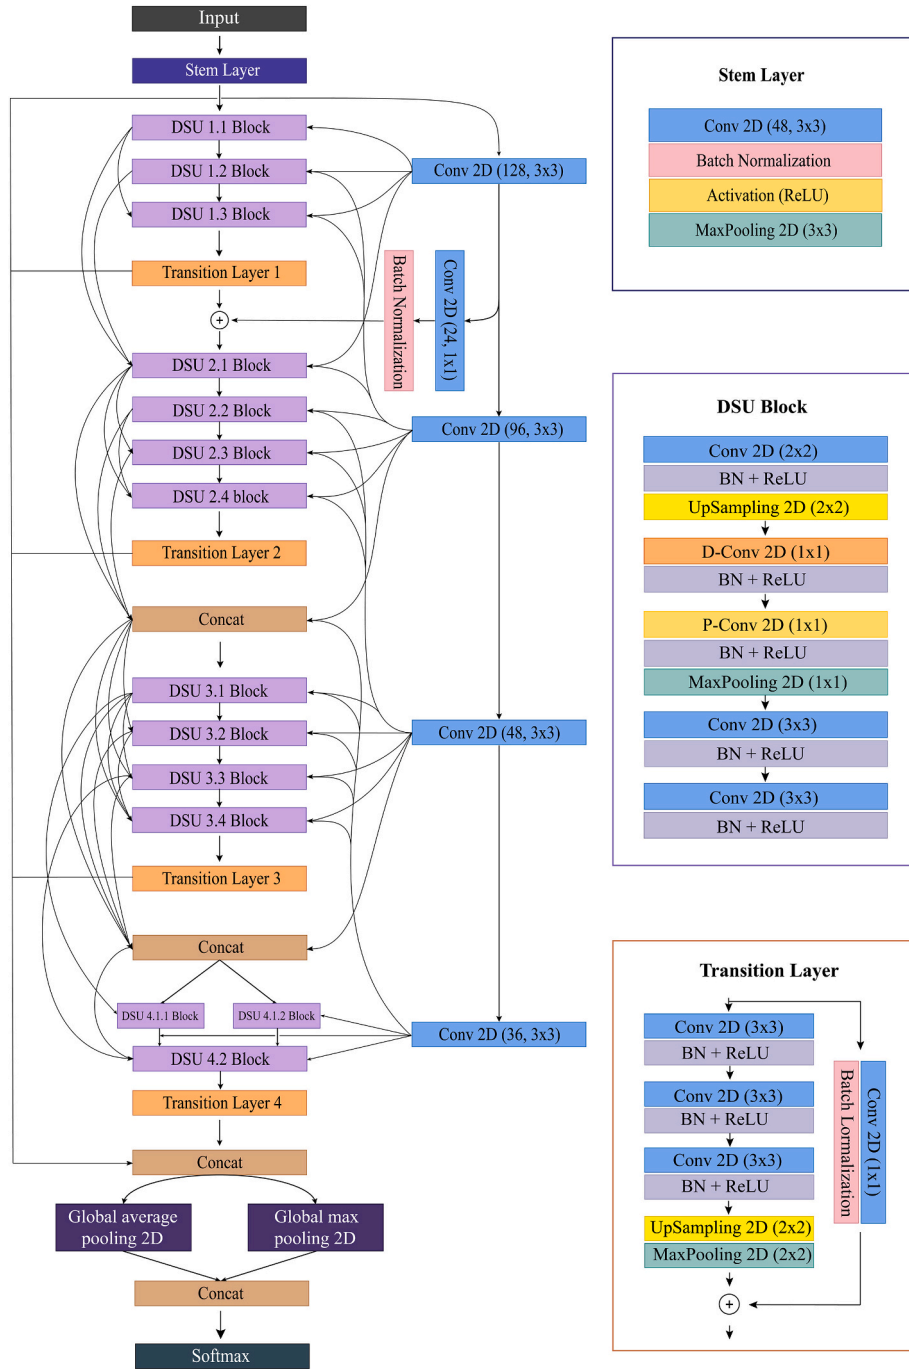 Input
Stem Layer
DSU 1.1 Block
DSU 1.2 Block
DSU 1.3 Block
Transition Layer 1
+
DSU 2.1 Block
DSU 2.2 Block
DSU 2.3 Block
DSU 2.4 block
Transition Layer 2
Concat
DSU 3.1 Block
DSU 3.2 Block
DSU 3.3 Block
DSU 3.4 Block
Transition Layer 3
Concat
DSU 4.1.1 Block
DSU 4.1.2 Block
DSU 4.2 Block
Transition Layer 4
Concat
Global average
pooling 2D
Global max
pooling 2D
Concat
Softmax
Conv 2D (128, 3x3)
Batch Normalization
Conv 2D (24, 1x1)
Conv 2D (96, 3x3)
Conv 2D (48, 3x3)
Conv 2D (36, 3x3)
Stem Layer
Conv 2D (48, 3x3)
Batch Normalization
Activation (ReLU)
MaxPooling 2D (3x3)
DSU Block
Conv 2D (2x2)
BN + ReLU
UpSampling 2D (2x2)
D-Conv 2D (1x1)
BN + ReLU
P-Conv 2D (1x1)
BN + ReLU
MaxPooling 2D (1x1)
Conv 2D (3x3)
BN + ReLU
Conv 2D (3x3)
BN + ReLU
Transition Layer
Conv 2D (3x3)
BN + ReLU
Conv 2D (3x3)
BN + ReLU
Conv 2D (3x3)
BN + ReLU
UpSampling 2D (2x2)
MaxPooling 2D (2x2)
+
Batch Lormalization
Conv 2D (1x1)